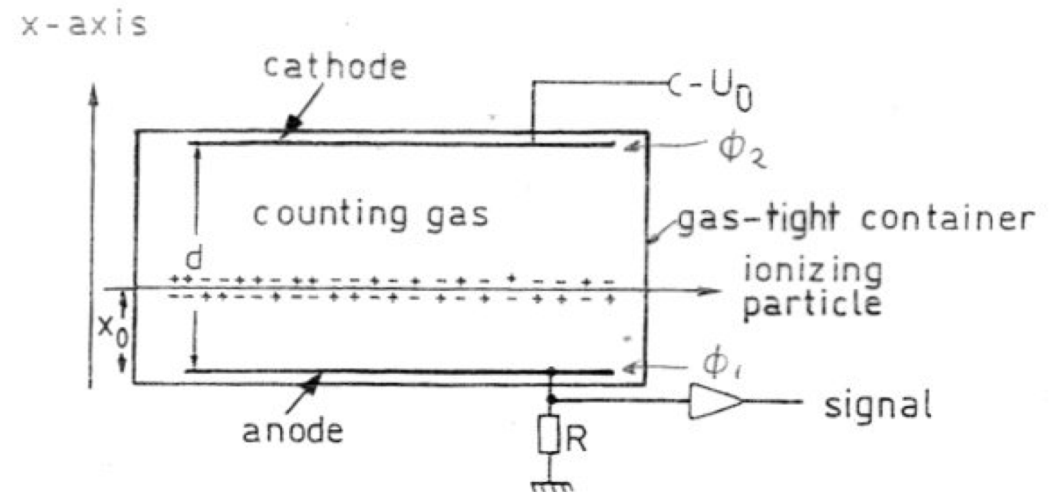 x-axis
cathode
-U0
ϕ2
counting gas
gas-tight container
d
++--+-+-++--+-+--+--+-+--+-
ionizing
particle
x0
ϕ1
anode
R
signal